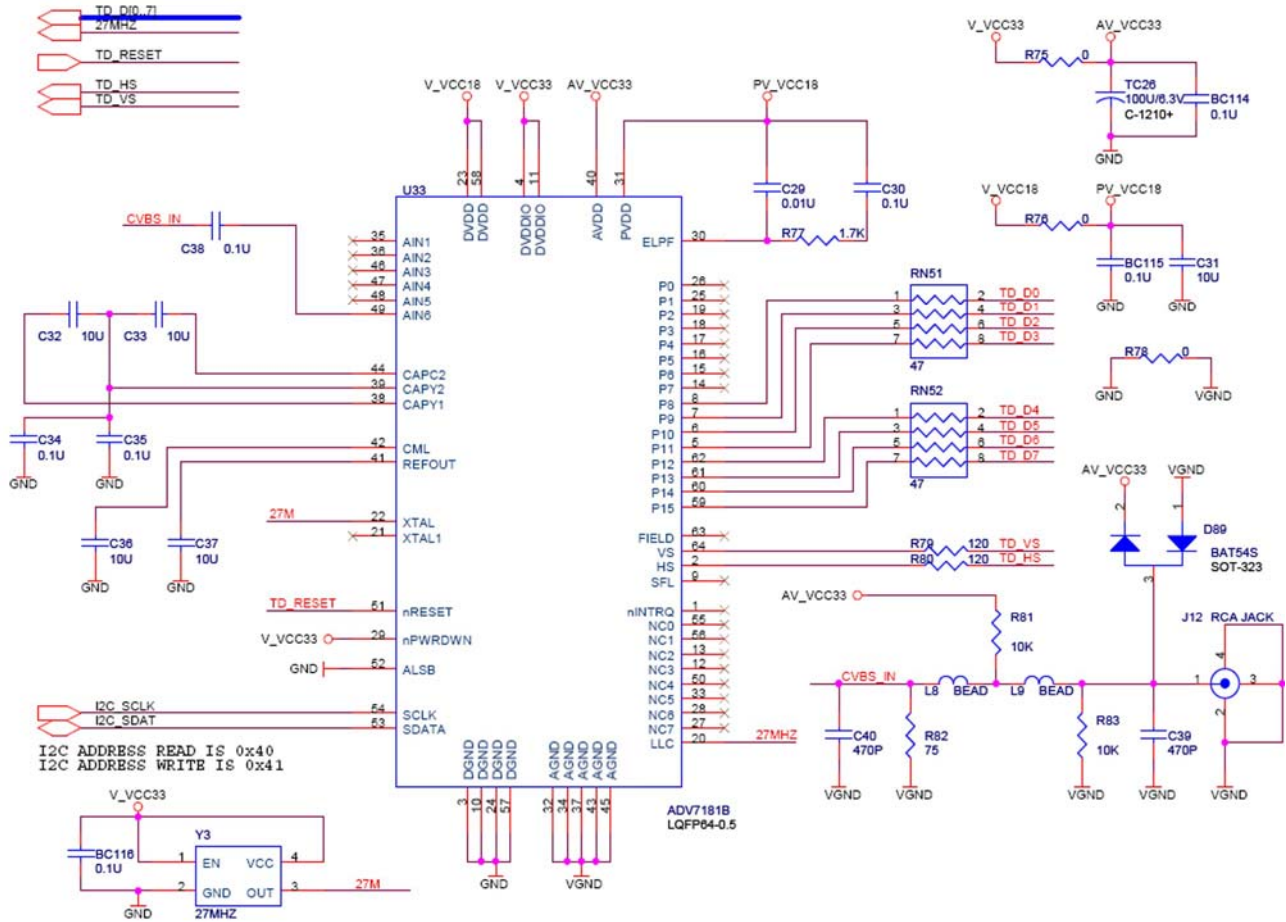 TD_D[0..7]
27MHZ
TD_RESET
TD_HS
TD_VS
V_VCC18
V_VCC33
AV_VCC33
PV_VCC18
V_VCC33
AV_VCC33
R75
0
TC26
100U/6.3V
C-1210+
BC114
0.1U
GND
U33
23
58
4
11
40
31
DVDD
DVDD
DVDDIO
DVDDIO
AVDD
PVDD
C29
0.01U
C30
0.1U
R77
1.7K
ELPF
30
V_VCC18
PV_VCC18
R76
0
BC115
0.1U
C31
10U
GND
GND
CVBS_IN
C38
0.1U
35
AIN1
36
AIN2
46
AIN3
47
AIN4
48
AIN5
49
AIN6
C32
10U
C33
10U
44
CAPC2
39
CAPY2
38
CAPY1
C34
0.1U
C35
0.1U
GND
GND
42
CML
41
REFOUT
P0
26
P1
25
P2
19
P3
18
P4
17
P5
16
P6
15
P7
14
P8
8
P9
7
P10
6
P11
5
P12
62
P13
61
P14
60
P15
59
RN51
1
2
TD_D0
3
4
TD_D1
5
6
TD_D2
7
8
TD_D3
47
RN52
1
2
TD_D4
3
4
TD_D5
5
6
TD_D6
7
8
TD_D7
47
R78
0
GND
VGND
27M
22
XTAL
21
XTAL1
C36
10U
C37
10U
GND
GND
FIELD
63
VS
64
R79
120
TD_VS
HS
2
R80
120
TD_HS
SFL
9
AV_VCC33
VGND
2
1
D89
BAT54S
SOT-323
3
TD_RESET
51
nRESET
V_VCC33
29
nPWRDWN
GND
52
ALSB
I2C_SCLK
54
SCLK
I2C_SDAT
53
SDATA
nINTRQ
1
NC0
55
NC1
56
NC2
13
NC3
12
NC4
50
NC5
33
NC6
28
NC7
27
LLC
20
27MHZ
AV_VCC33
R81
10K
J12 RCA JACK
4
1
3
2
CVBS_IN
L8
BEAD
L9
BEAD
C40
470P
R82
75
R83
10K
C39
470P
VGND
VGND
VGND
VGND
VGND
I2C ADDRESS READ IS 0x40
I2C ADDRESS WRITE IS 0x41
DGND
DGND
DGND
DGND
AGND
AGND
AGND
AGND
AGND
3
10
24
57
32
34
37
43
45
GND
VGND
ADV7181B
LQFP64-0.5
V_VCC33
BC116
0.1U
Y3
1
EN
VCC
4
2
GND
OUT
3
27M
GND
27MHZ